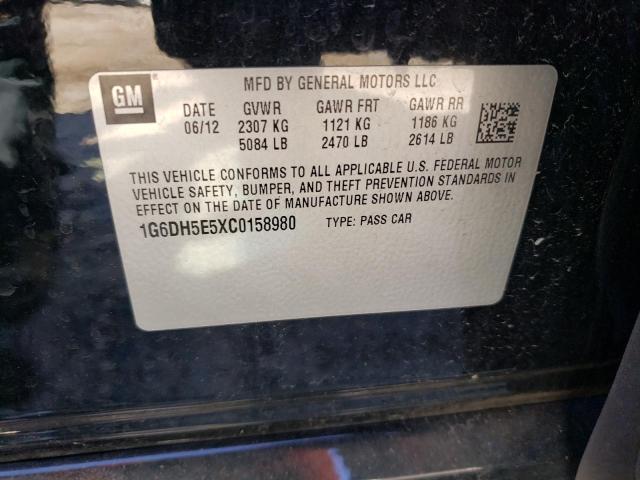 GM
MFD BY GENERAL MOTORS LLC
DATE GVWR GAWR FRT GAWR RR
06/12 2307 KG 1121 KG 1186 KG
5084 LB 2470 LB 2614 LB
THIS VEHICLE CONFORMS TO ALL APPLICABLE U.S. FEDERAL MOTOR
VEHICLE SAFETY, BUMPER, AND THEFT PREVENTION STANDARDS IN
EFFECT ON THE DATE OF MANUFACTURE SHOWN ABOVE.
1G6DH5E5XC0158980 TYPE: PASS CAR